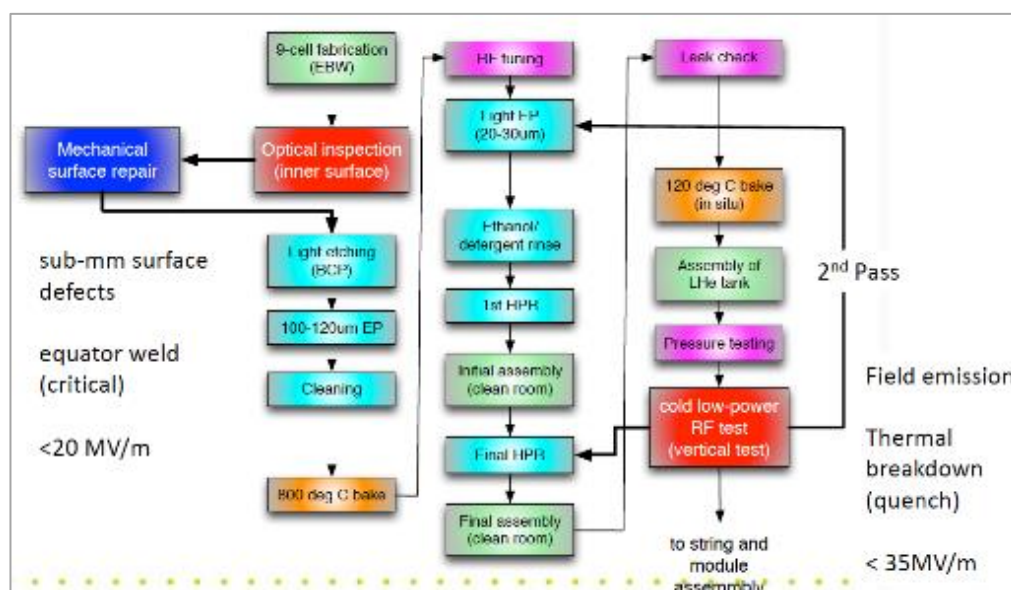 9-cell fabrication
(EBW)
Optical inspection
(inner surface)
Mechanical
surface repair
Light etching
(BCP)
100-120um EP
Cleaning
800 deg C bake
sub-mm surface
defects
equator weld
(critical)
<20 MV/m
RF tuning
Light EP
(20-30um)
Ethanol/
detergent rinse
1st HPR
Initial assembly
(clean room)
Final HPR
Final assembly
(clean room)
Leak check
120 deg C bake
(in situ)
Assembly of
LHe tank
Pressure testing
cold low-power
RF test
(vertical test)
to string and
module
assembly
2nd Pass
Field emission
Thermal
breakdown
(quench)
< 35MV/m